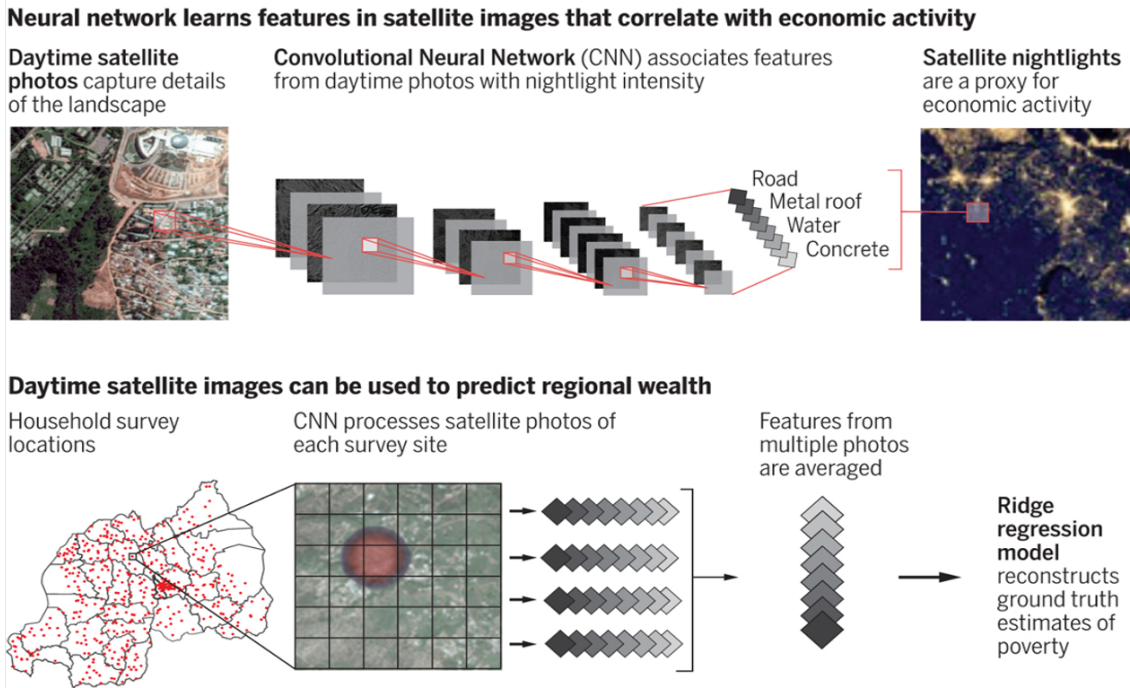 Neural network learns features in satellite images that correlate with economic activity
Daytime satellite
photos capture details
of the landscape
Convolutional Neural Network (CNN) associates features
from daytime photos with nightlight intensity
Satellite nightlights
are a proxy for
economic activity
Road
Metal roof
Water
Concrete
Daytime satellite images can be used to predict regional wealth
Household survey
locations
CNN processes satellite photos of
each survey site
Features from
multiple photos
are averaged
Ridge
regression
model
reconstructs
ground truth
estimates of
poverty